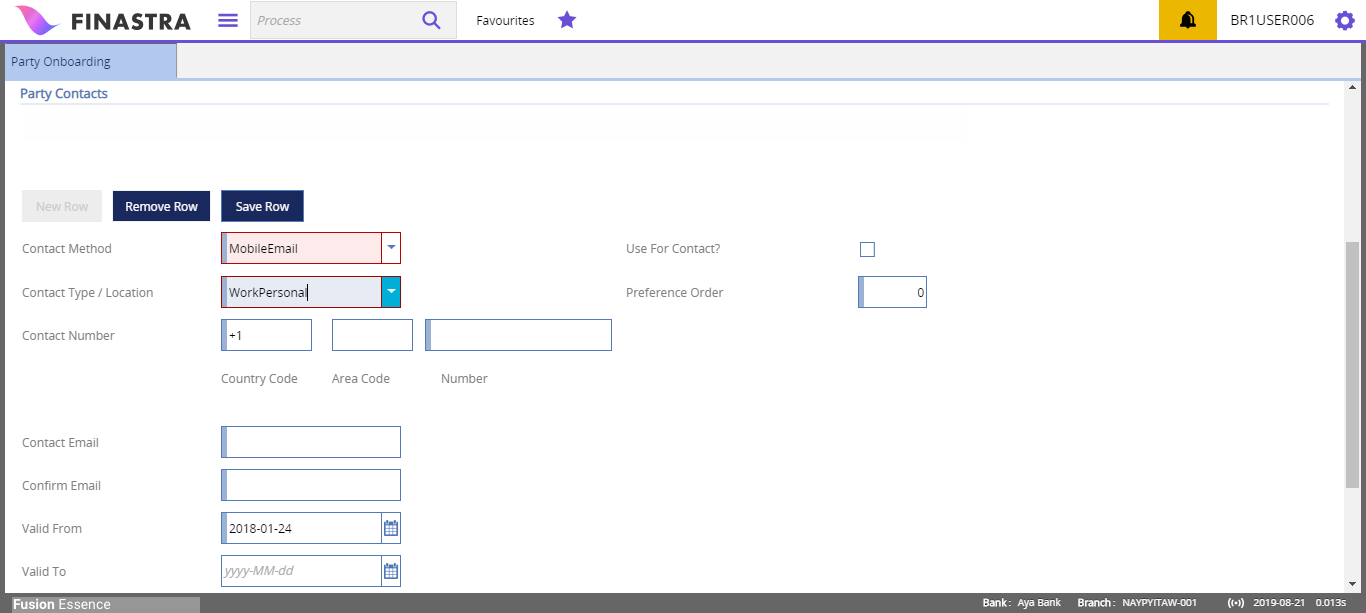 FINASTRA Process Favourites BR1USER006
Party Onboarding
Party Contacts
New Row Remove Row Save Row
Contact Method MobileEmail Use For Contact?
Contact Type / Location WorkPersonal Preference Order 0
Contact Number +1
Country Code Area Code Number
Contact Email
Confirm Email
Valid From 2018-01-24
Valid To yyyy-MM-dd
Fusion Essence Bank : Aya Bank Branch : NAYPYITAW-001 2019-08-21 0.013s